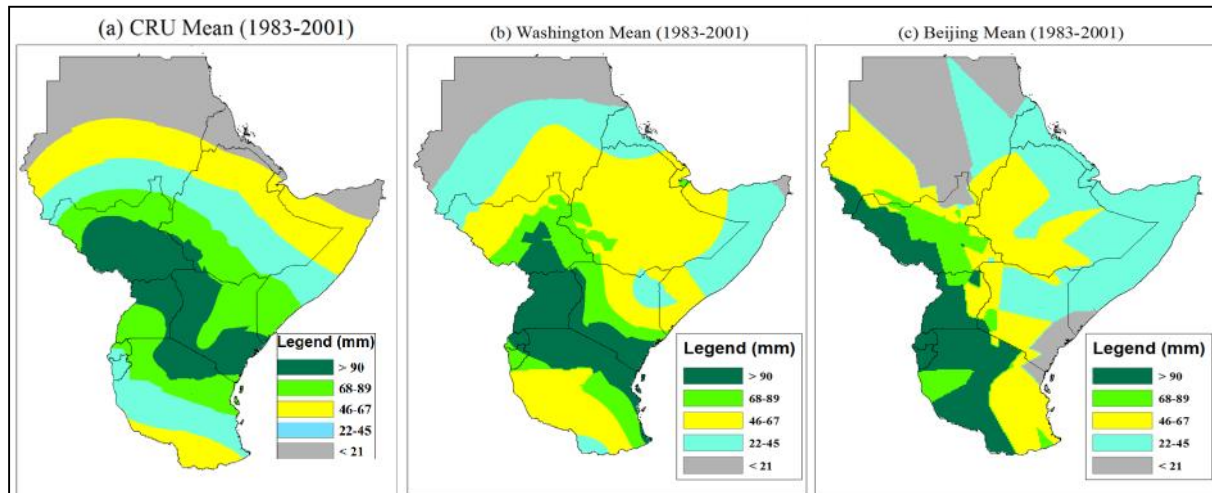 (a) CRU Mean (1983-2001)
(b) Washington Mean (1983-2001)
(c) Beijing Mean (1983-2001)
Legend (mm)
> 90
68-89
46-67
22-45
< 21
Legend (mm)
> 90
68-89
46-67
22-45
< 21
Legend (mm)
> 90
68-89
46-67
22-45
< 21